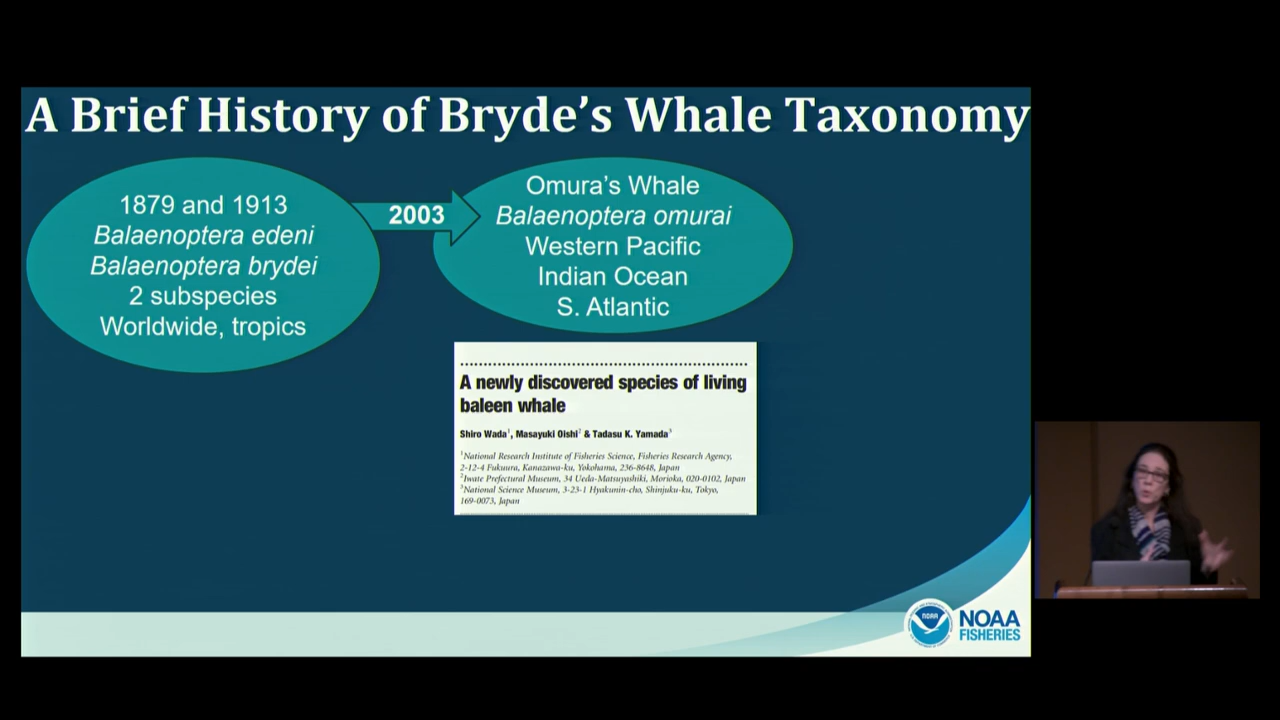 A Brief History of Bryde's Whale Taxonomy
1879 and 1913
Balaenoptera edeni
Balaenoptera brydei
2 subspecies
Worldwide, tropics
2003
Omura's Whale
Balaenoptera omurai
Western Pacific
Indian Ocean
S. Atlantic
A newly discovered species of living
baleen whale
Shiro Wada¹, Masayuki Oishi² & Tadasu K. Yamada³
¹National Research Institute of Fisheries Science, Fisheries Research Agency,
2-12-4 Fukuura, Kanazawa-ku, Yokohama, 236-8648, Japan
²Iwate Prefectural Museum, 34 Ueda-Matsuyashiki, Morioka, 020-0102, Japan
³National Science Museum, 3-23-1 Hyakunin-cho, Shinjuku-ku, Tokyo,
169-0073, Japan
NOAA
NOAA
FISHERIES